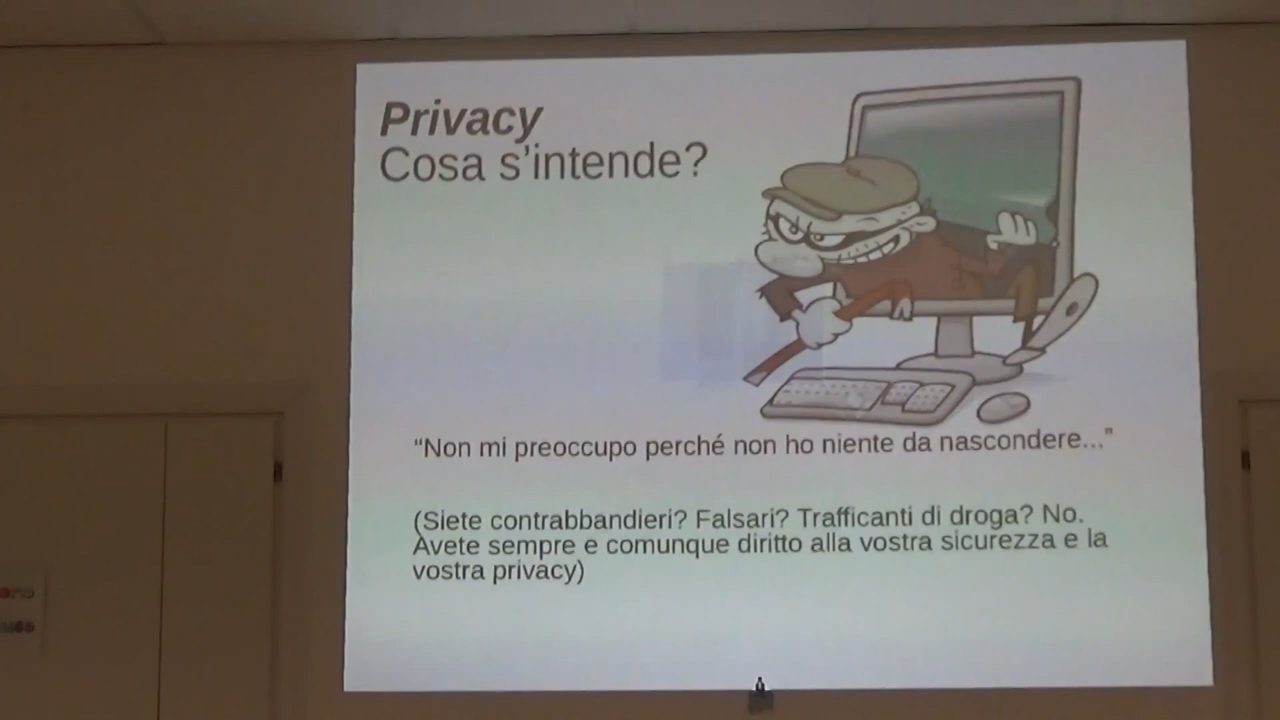 Privacy
Cosa s’intende?
“Non mi preoccupo perché non ho niente da nascondere...”
(Siete contrabbandieri? Falsari? Trafficanti di droga? No.
Avete sempre e comunque diritto alla vostra sicurezza e la
vostra privacy)